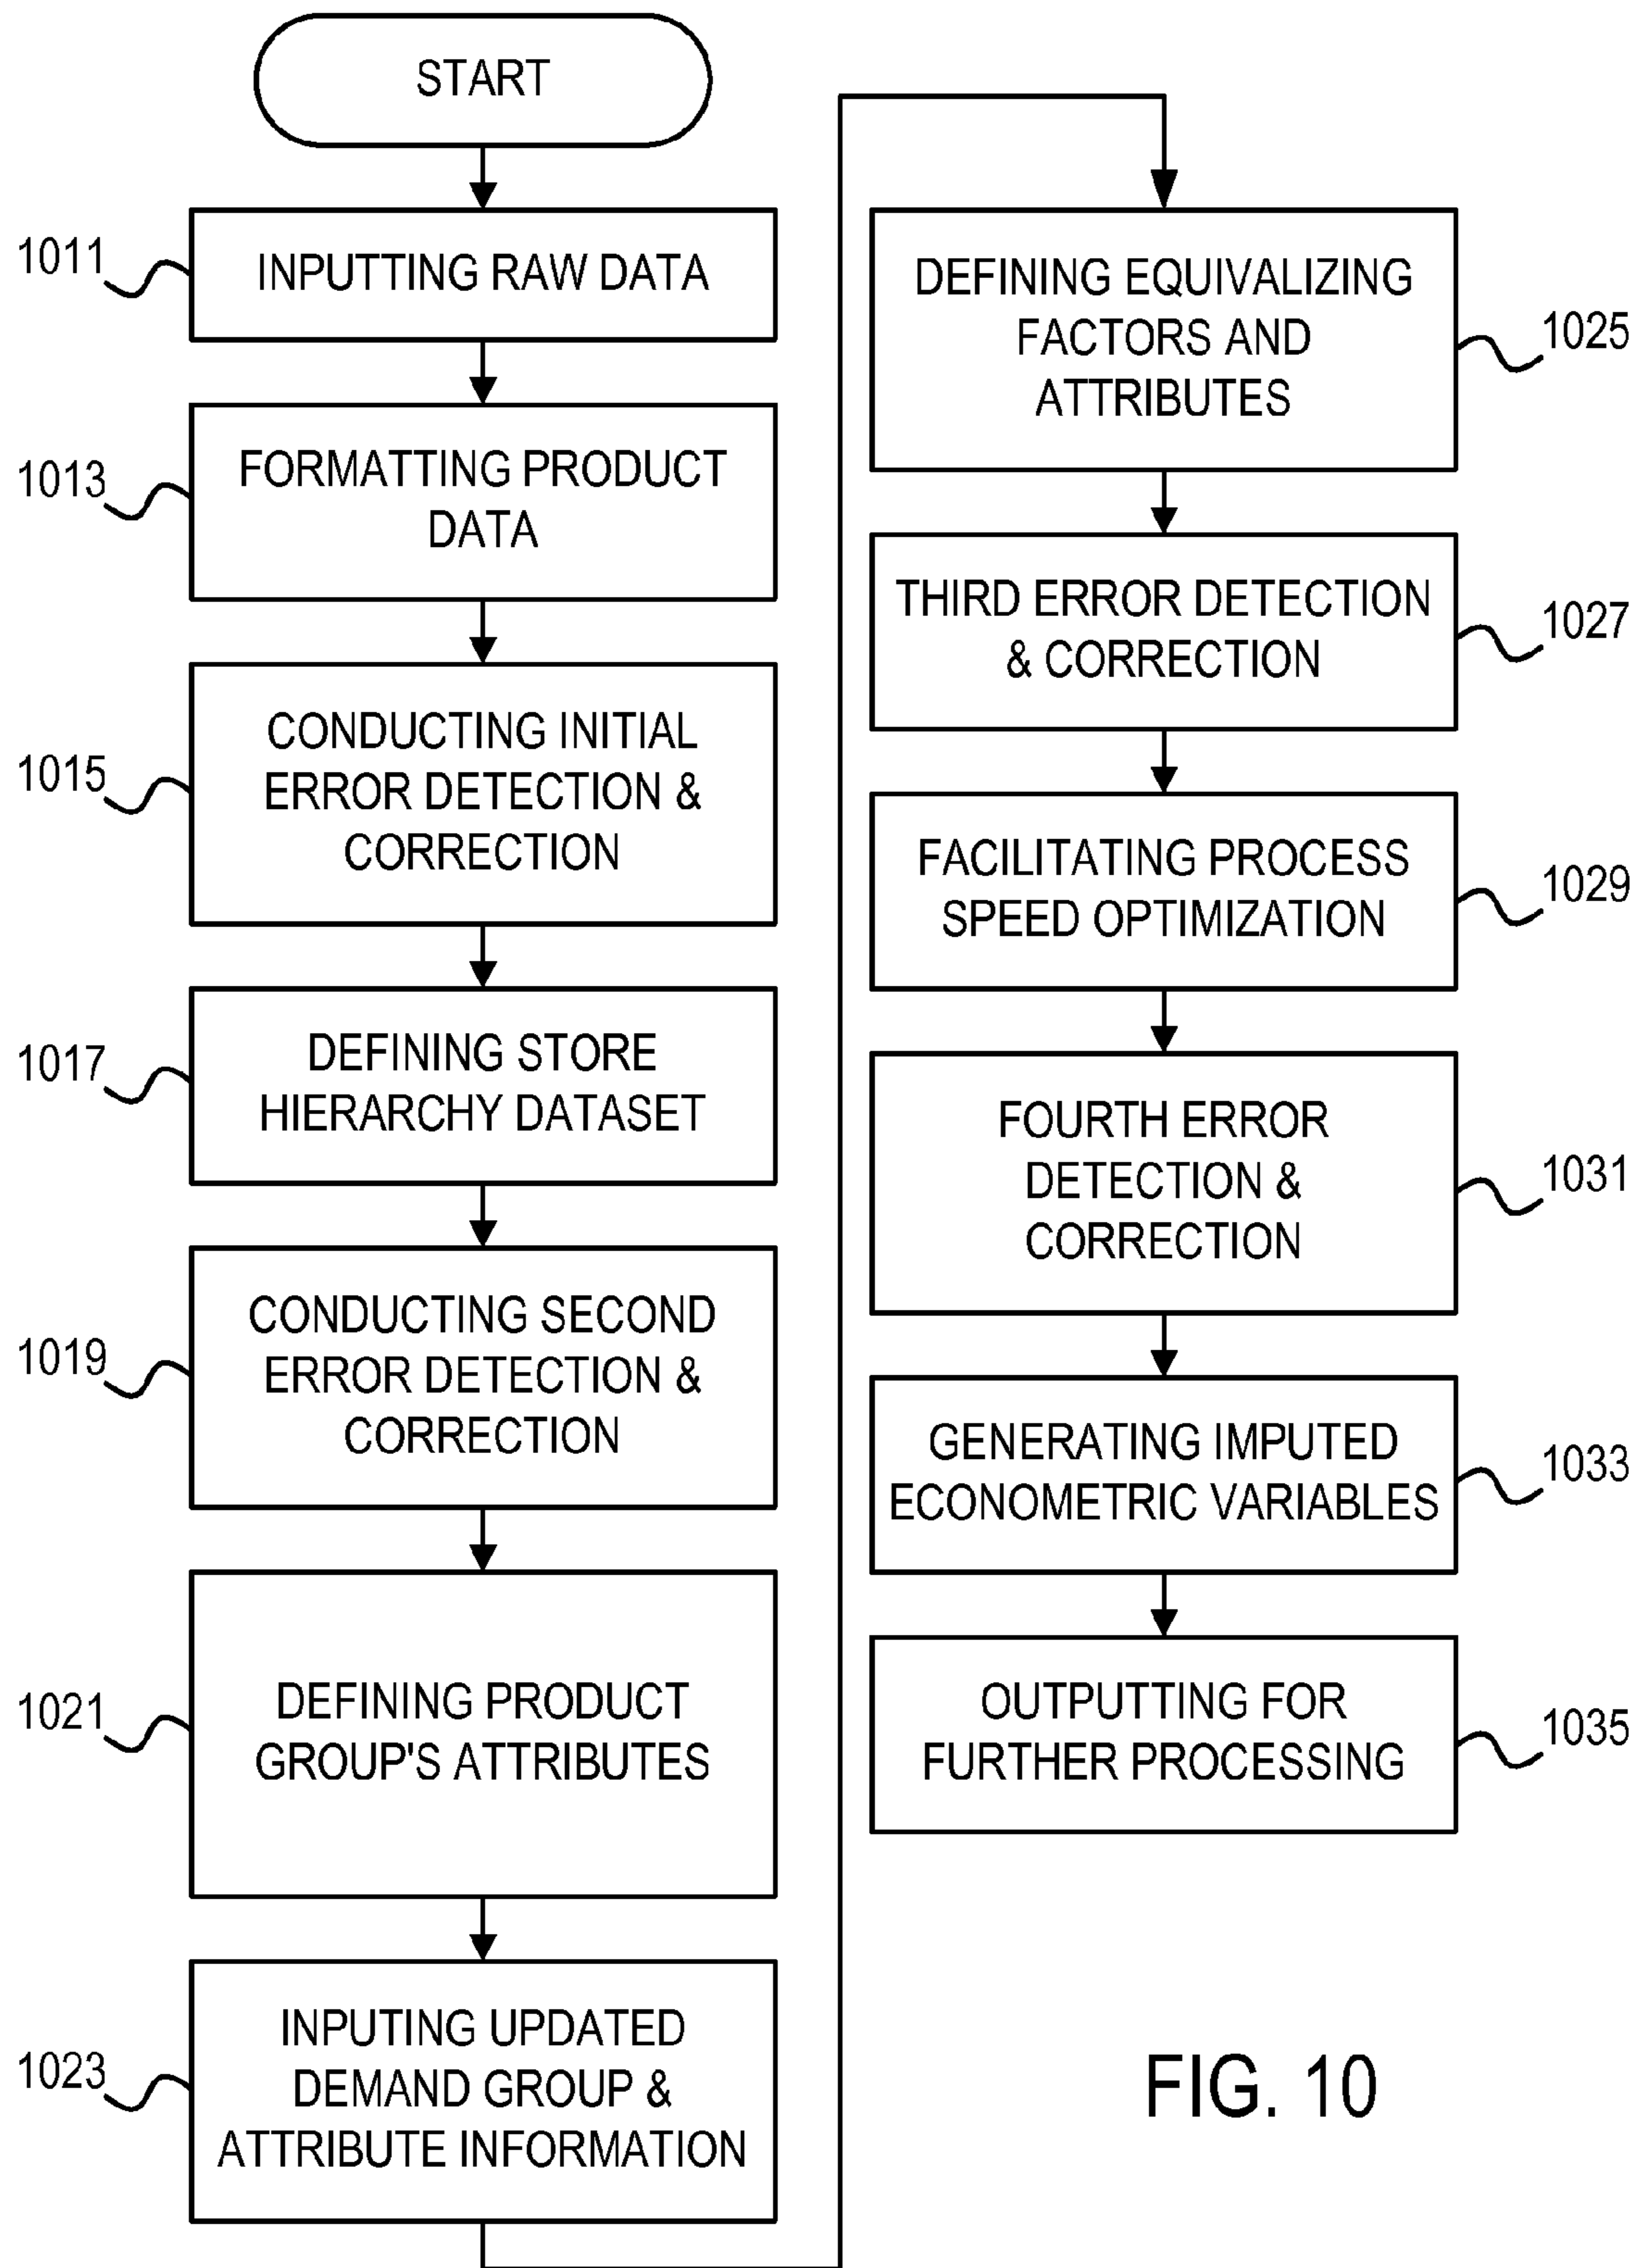 START
1011
INPUTTING RAW DATA
1013
FORMATTING PRODUCT
DATA
1015
CONDUCTING INITIAL
ERROR DETECTION &
CORRECTION
1017
DEFINING STORE
HIERARCHY DATASET
1019
CONDUCTING SECOND
ERROR DETECTION &
CORRECTION
1021
DEFINING PRODUCT
GROUP'S ATTRIBUTES
1023
INPUTING UPDATED
DEMAND GROUP &
ATTRIBUTE INFORMATION
DEFINING EQUIVALIZING
FACTORS AND
ATTRIBUTES
1025
THIRD ERROR DETECTION
& CORRECTION
1027
FACILITATING PROCESS
SPEED OPTIMIZATION
1029
FOURTH ERROR
DETECTION &
CORRECTION
1031
GENERATING IMPUTED
ECONOMETRIC VARIABLES
1033
OUTPUTTING FOR
FURTHER PROCESSING
1035
FIG. 10